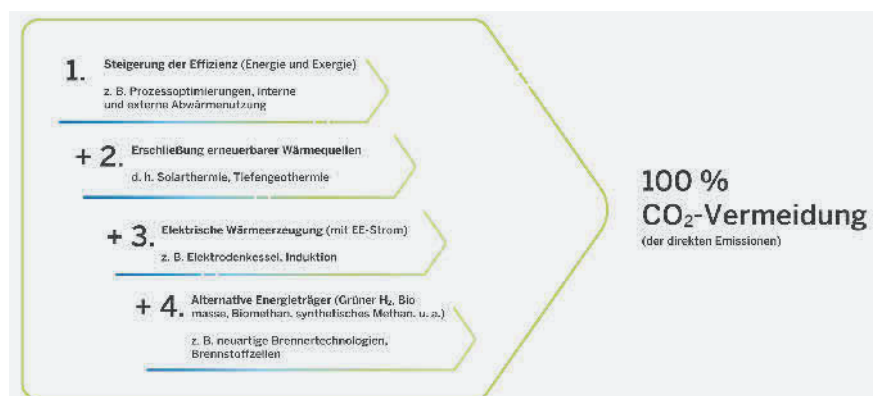 1. Steigerung der Effizienz (Energie und Exergie)
z. B. Prozessoptimierungen, interne
und externe Abwärmenutzung
+ 2. Erschließung erneuerbarer Wärmequellen
d. h. Solarthermie, Tiefengeothermie
+ 3. Elektrische Wärmeerzeugung (mit EE-Strom)
z. B. Elektrodenkessel, Induktion
+ 4. Alternative Energieträger (Grüner H₂, Bio
masse, Biomethan, synthetisches Methan, u. a.)
z. B. neuartige Brennertechnologien,
Brennstoffzellen
100 %
CO₂-Vermeidung
(der direkten Emissionen)